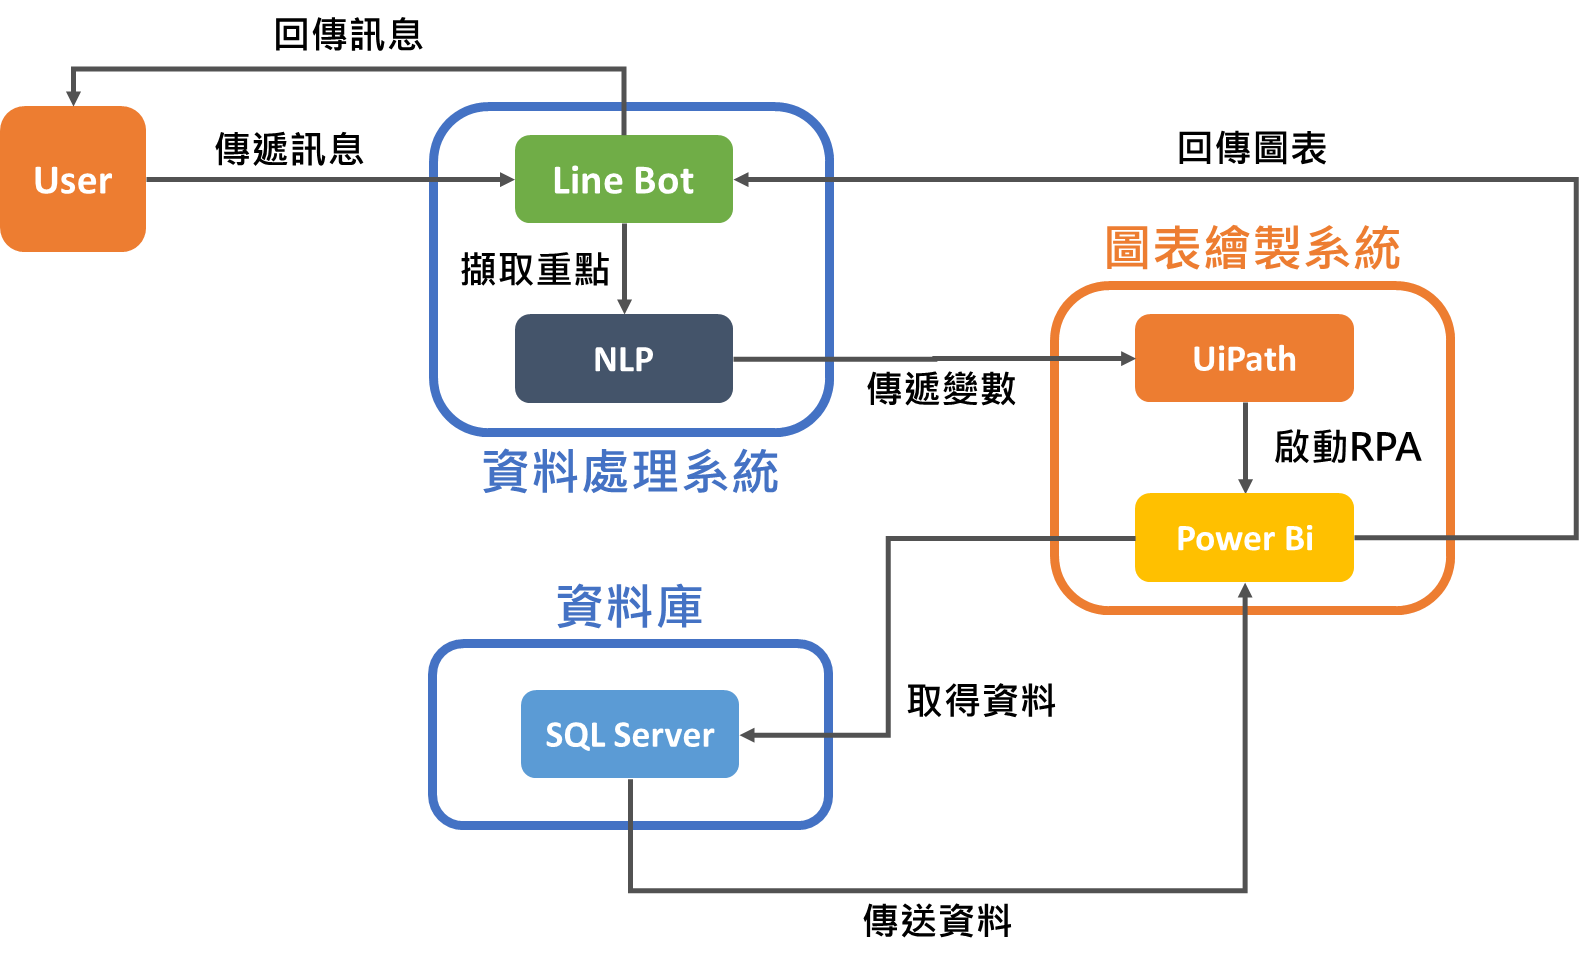 回傳訊息
User
傳遞訊息
Line Bot
回傳圖表
擷取重點
圖表繪製系統
NLP
UiPath
傳遞變數
啟動RPA
資料處理系統
Power Bi
資料庫
取得資料
SQL Server
傳送資料